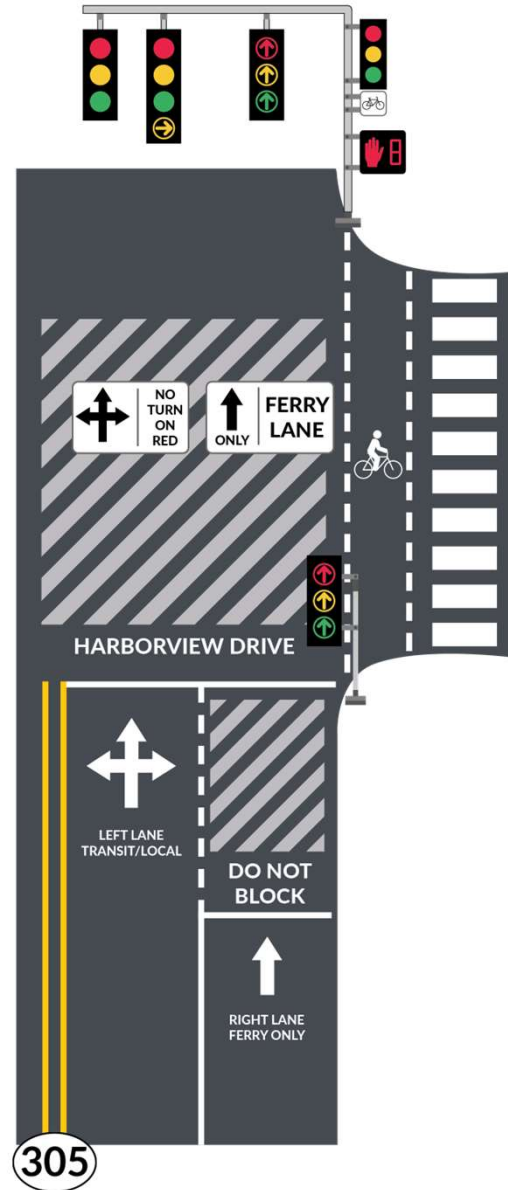 NO
TURN
ON
RED
ONLY
FERRY
LANE
HARBORVIEW DRIVE
LEFT LANE
TRANSIT/LOCAL
DO NOT
BLOCK
RIGHT LANE
FERRY ONLY
305